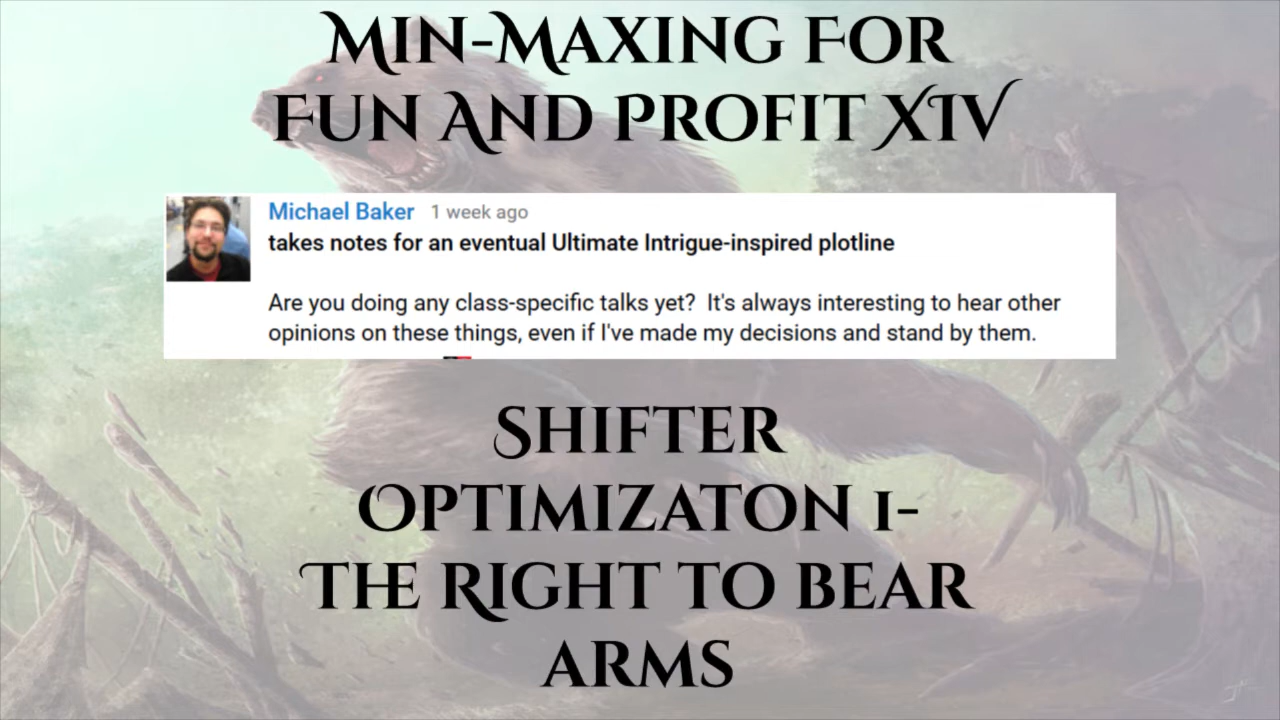 Min-Maxing For
Fun And Profit XIV
Michael Baker 1 week ago
takes notes for an eventual Ultimate Intrigue-inspired plotline
Are you doing any class-specific talks yet? It's always interesting to hear other
opinions on these things, even if I've made my decisions and stand by them.
Shifter
Optimizaton 1-
The Right to Bear
Arms